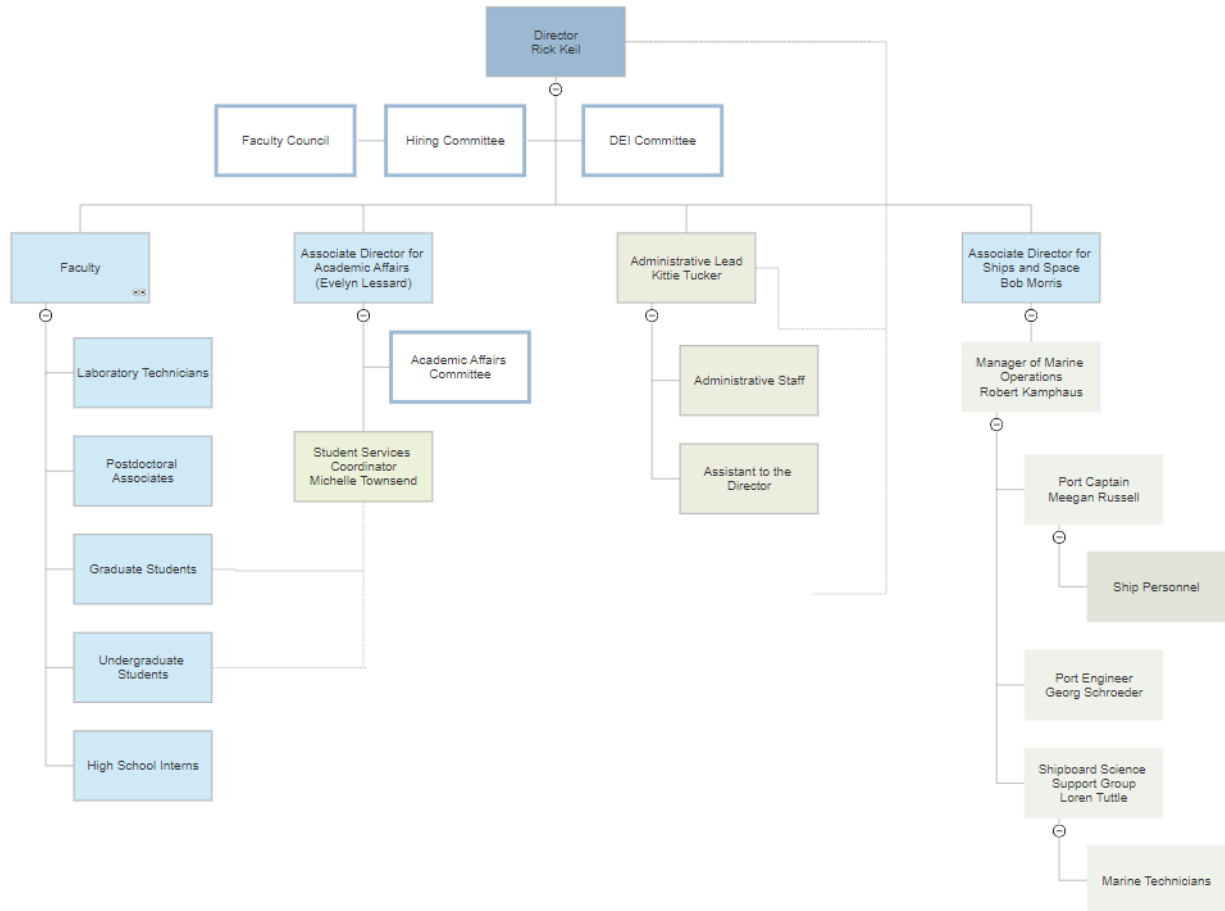 Director
Rick Keil
Faculty Council
Hiring Committee
DEI Committee
Faculty
Associate Director for
Academic Affairs
(Evelyn Lessard)
Administrative Lead
Kittie Tucker
Associate Director for
Ships and Space
Bob Morris
Laboratory Technicians
Postdoctoral
Associates
Graduate Students
Undergraduate
Students
High School Interns
Academic Affairs
Committee
Student Services
Coordinator
Michelle Townsend
Administrative Staff
Assistant to the
Director
Manager of Marine
Operations
Robert Kamphaus
Port Captain
Meegan Russell
Ship Personnel
Port Engineer
Georg Schroeder
Shipboard Science
Support Group
Loren Tuttle
Marine Technicians